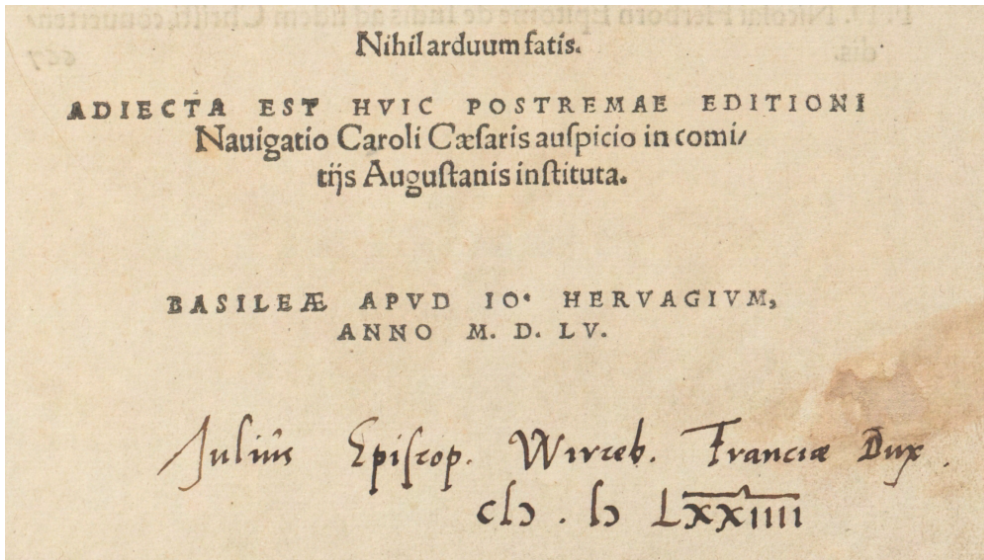 Nihil arduum fatis.
ADIECTA EST HVIC POSTREMAE EDITIONI
Nauigatio Caroli Cæſaris auſpicio in comi/
tijs Auguſtanis inſtituta.
BASILEÆ APVD IO. HERVAGIVM,
ANNO M. D. LV.
Julius Epiſcop. Wirceb. Franciæ Dux.
cIↄ . Iↄ LXXIIII